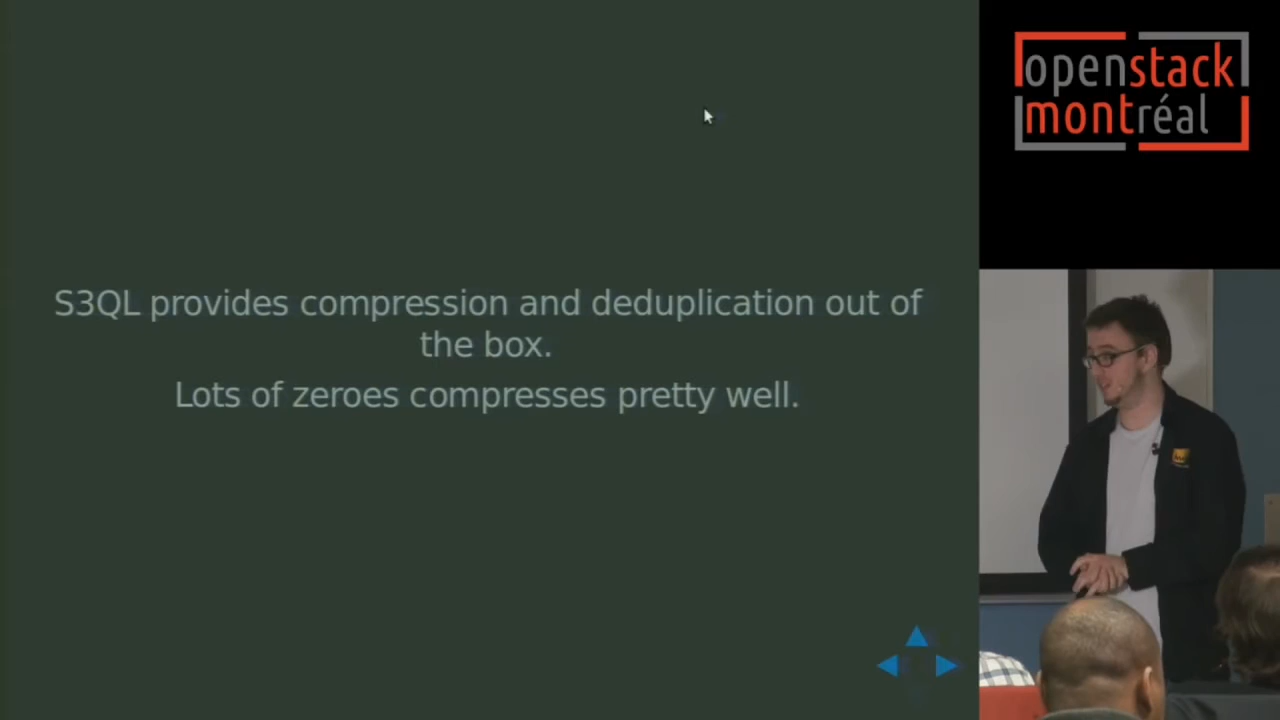 S3QL provides compression and deduplication out of
the box.
Lots of zeroes compresses pretty well.
openstack
montréal